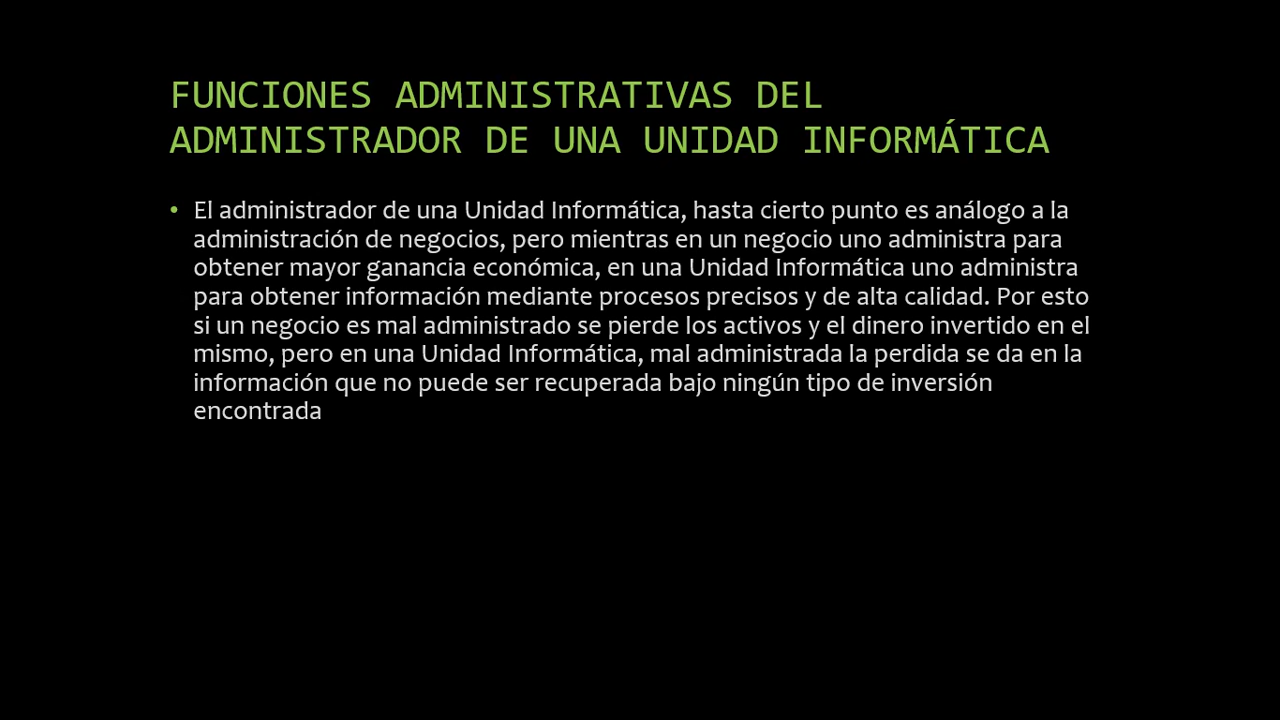 FUNCIONES ADMINISTRATIVAS DEL
ADMINISTRADOR DE UNA UNIDAD INFORMÁTICA
• El administrador de una Unidad Informática, hasta cierto punto es análogo a la
administración de negocios, pero mientras en un negocio uno administra para
obtener mayor ganancia económica, en una Unidad Informática uno administra
para obtener información mediante procesos precisos y de alta calidad. Por esto
si un negocio es mal administrado se pierde los activos y el dinero invertido en el
mismo, pero en una Unidad Informática, mal administrada la perdida se da en la
información que no puede ser recuperada bajo ningún tipo de inversión
encontrada